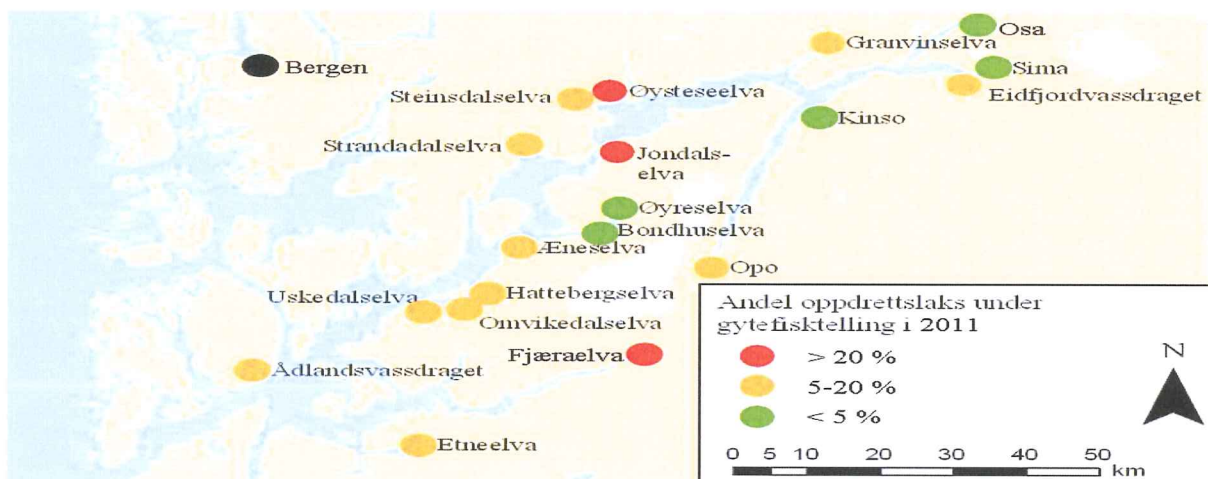 Osa
Granvinselva
Bergen
Sima
Øysteseelva
Steinsdalselva
Eidfjordvassdraget
Kinso
Strandadalselva
Jondals-
elva
Øyreselva
Bondhuselva
Æneselva
Opo
Hattebergselva
Uskedalselva
Omvikedalselva
Fjæraelva
Ådlandsvassdraget
Etneelva
Andel oppdrettslaks under
gytefisktelling i 2011
> 20 %
5-20 %
< 5 %
N
0 5 10 20 30 40 50
km